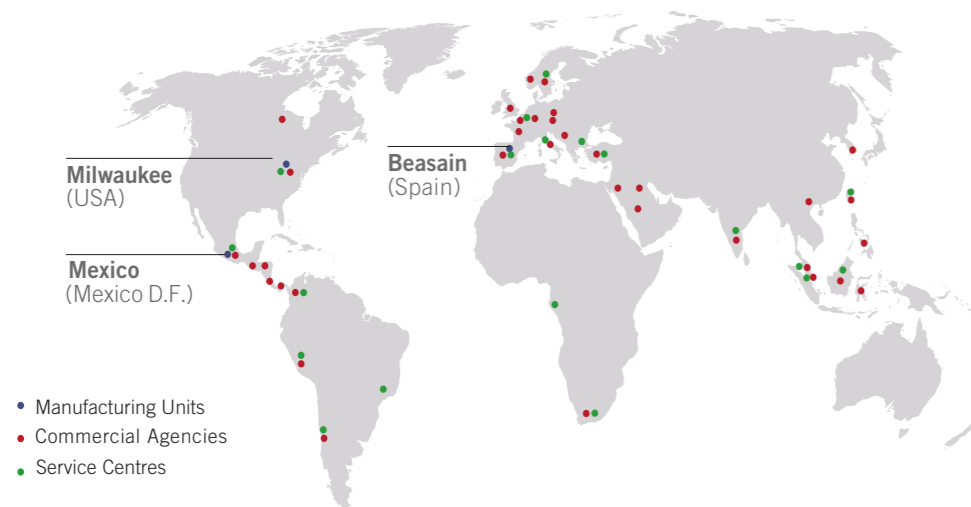 Milwaukee
(USA)
Beasain
(Spain)
Mexico
(Mexico D.F.)
Manufacturing Units
Commercial Agencies
Service Centres